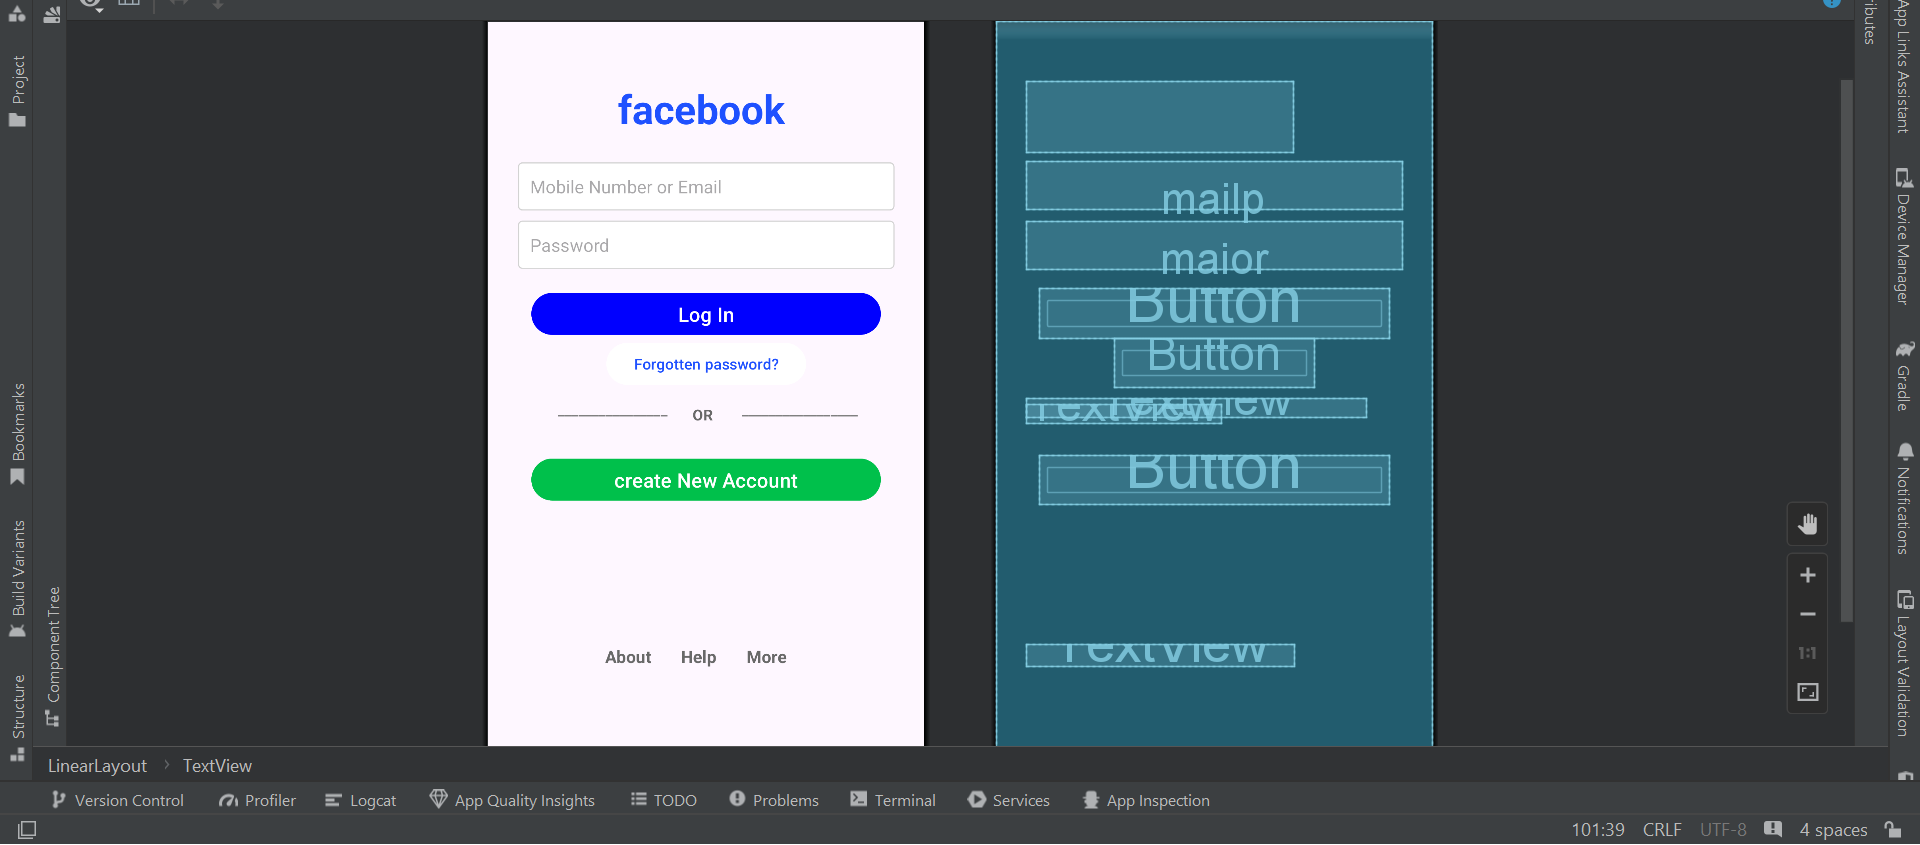 Project
Bookmarks
Build Variants
Structure
Component Tree
facebook
Mobile Number or Email
Password
Log In
Forgotten password?
OR
create New Account
About Help More
mailp
maior
Button
Button
TextView
TextView
Button
TextView
ributes
App Links Assistant
Device Manager
Gradle
Notifications
Layout Validation
1:1
LinearLayout TextView
Version Control Profiler Logcat App Quality Insights TODO Problems Terminal Services App Inspection
101:39 CRLF UTF-8 4 spaces